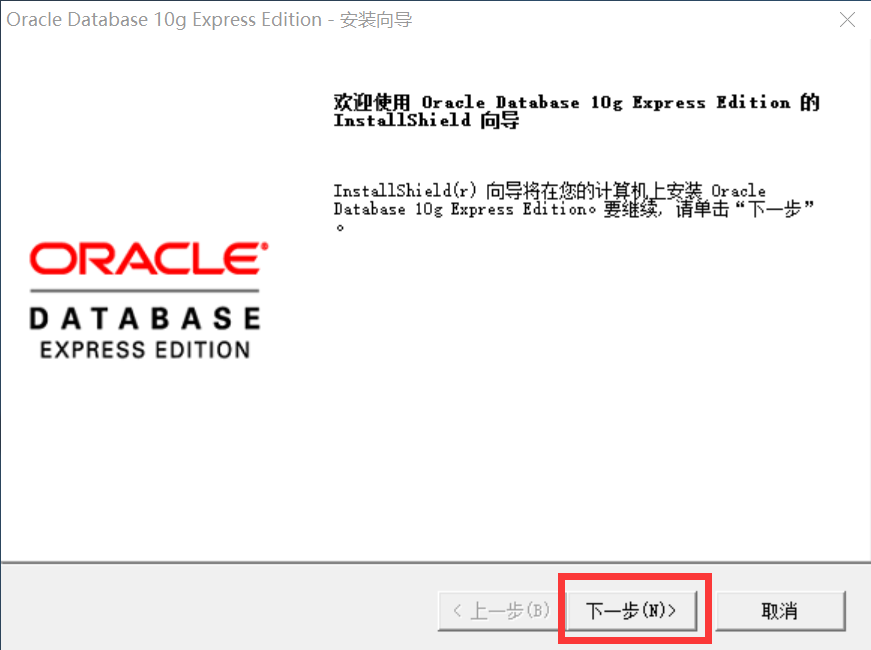 Oracle Database 10g Express Edition - 安装向导
欢迎使用 Oracle Database 10g Express Edition 的
InstallShield 向导
InstallShield(r) 向导将在您的计算机上安装 Oracle
Database 10g Express Edition。要继续，请单击“下一步”
。
ORACLE
DATABASE
EXPRESS EDITION
< 上一步(B)
下一步(N)>
取消